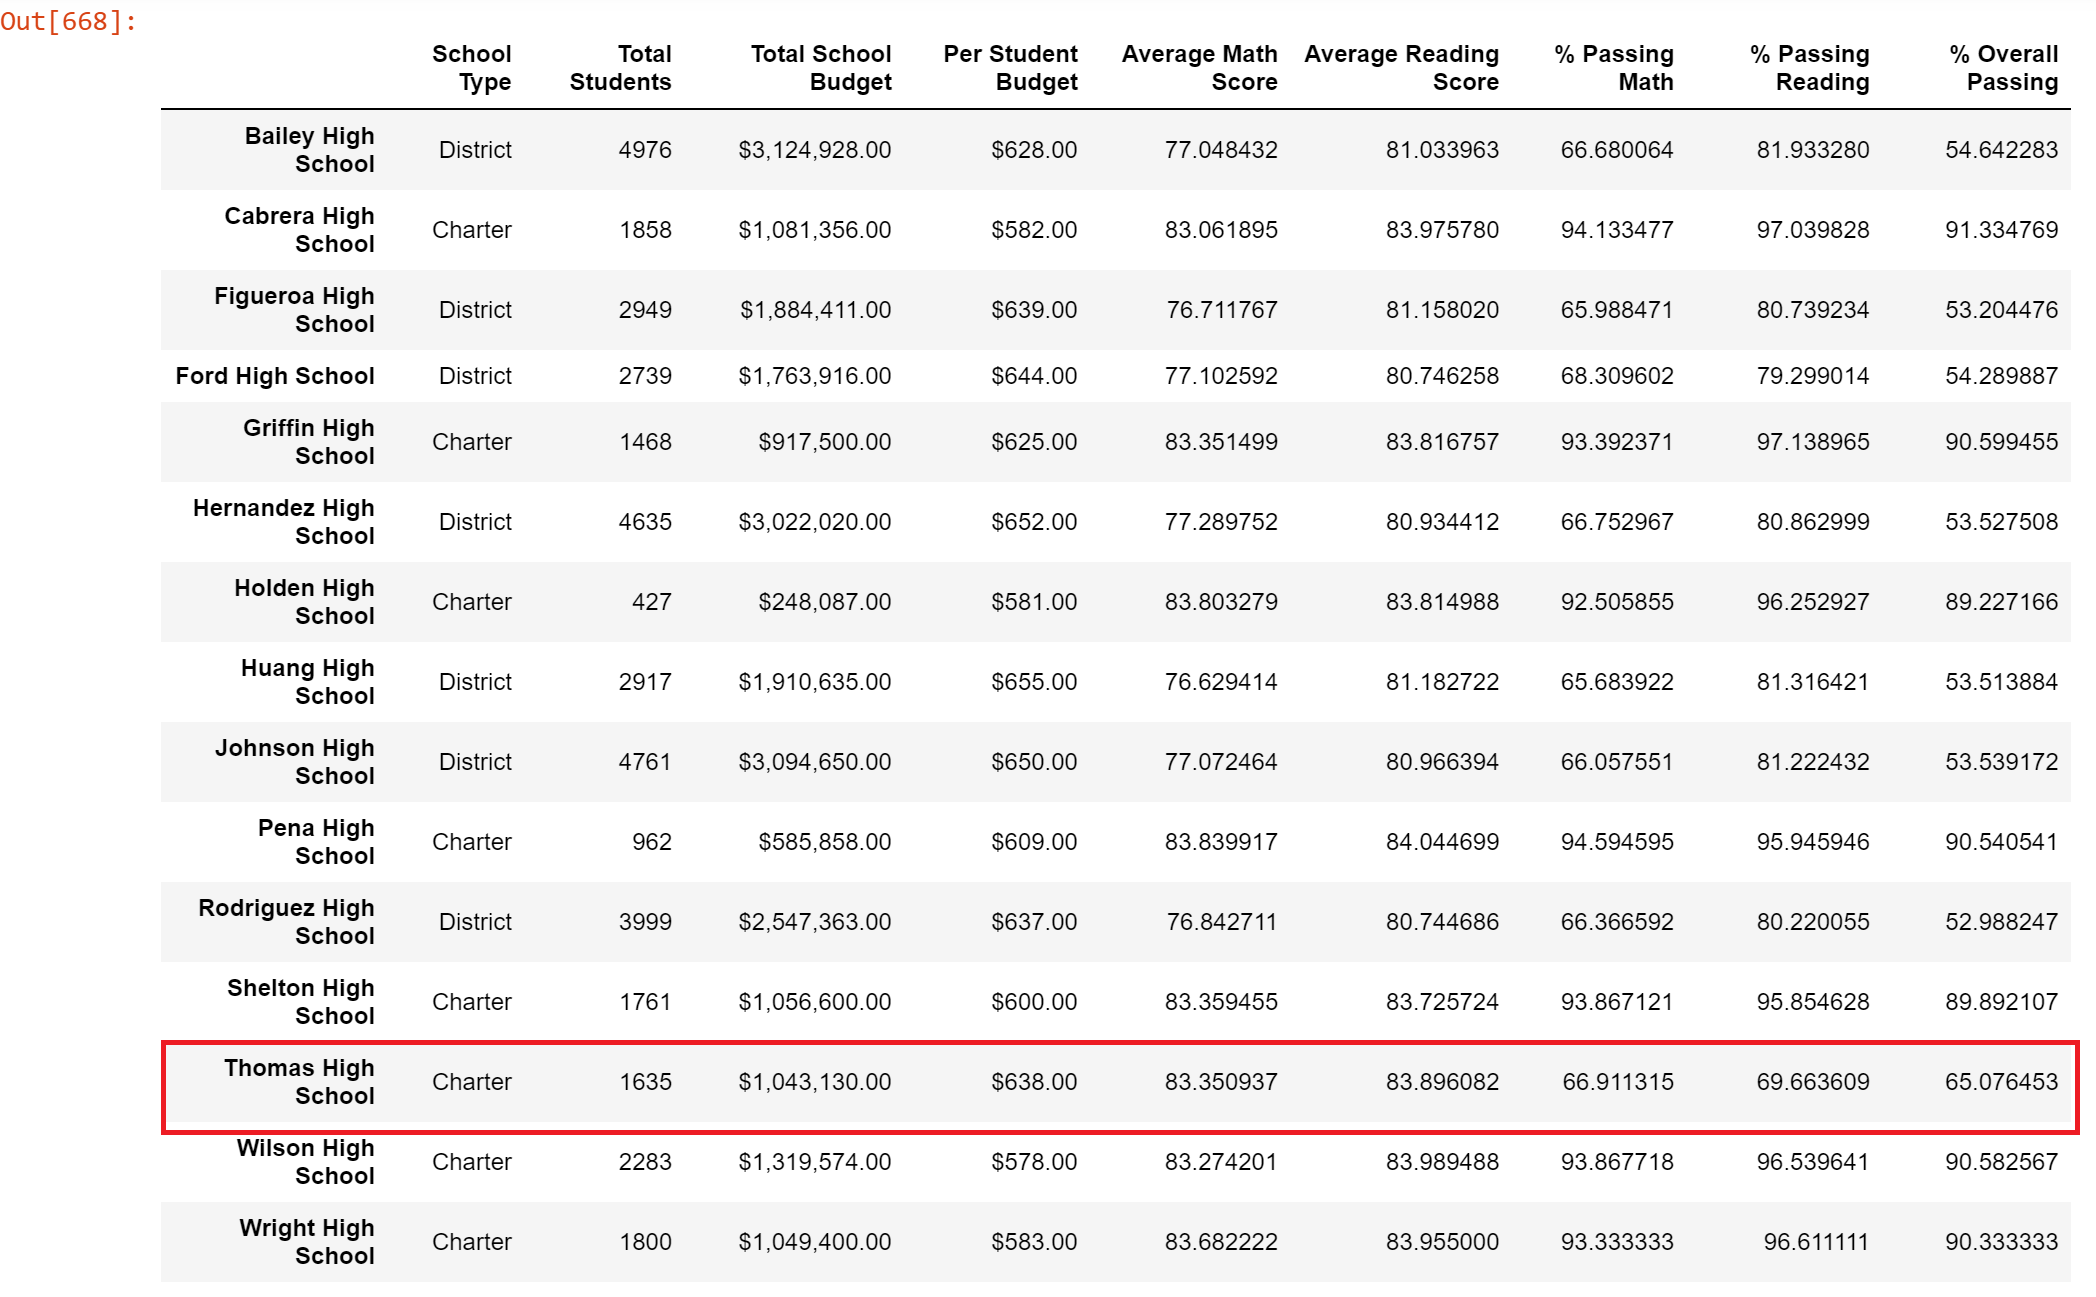 Out[668]:
School Total Total School Per Student Average Math Average Reading % Passing % Passing % Overall
Type Students Budget Budget Score Score Math Reading Passing
Bailey High
School District 4976 $3,124,928.00 $628.00 77.048432 81.033963 66.680064 81.933280 54.642283
Cabrera High
School Charter 1858 $1,081,356.00 $582.00 83.061895 83.975780 94.133477 97.039828 91.334769
Figueroa High
School District 2949 $1,884,411.00 $639.00 76.711767 81.158020 65.988471 80.739234 53.204476
Ford High School District 2739 $1,763,916.00 $644.00 77.102592 80.746258 68.309602 79.299014 54.289887
Griffin High
School Charter 1468 $917,500.00 $625.00 83.351499 83.816757 93.392371 97.138965 90.599455
Hernandez High
School District 4635 $3,022,020.00 $652.00 77.289752 80.934412 66.752967 80.862999 53.527508
Holden High
School Charter 427 $248,087.00 $581.00 83.803279 83.814988 92.505855 96.252927 89.227166
Huang High
School District 2917 $1,910,635.00 $655.00 76.629414 81.182722 65.683922 81.316421 53.513884
Johnson High
School District 4761 $3,094,650.00 $650.00 77.072464 80.966394 66.057551 81.222432 53.539172
Pena High
School Charter 962 $585,858.00 $609.00 83.839917 84.044699 94.594595 95.945946 90.540541
Rodriguez High
School District 3999 $2,547,363.00 $637.00 76.842711 80.744686 66.366592 80.220055 52.988247
Shelton High
School Charter 1761 $1,056,600.00 $600.00 83.359455 83.725724 93.867121 95.854628 89.892107
Thomas High
School Charter 1635 $1,043,130.00 $638.00 83.350937 83.896082 66.911315 69.663609 65.076453
Wilson High
School Charter 2283 $1,319,574.00 $578.00 83.274201 83.989488 93.867718 96.539641 90.582567
Wright High
School Charter 1800 $1,049,400.00 $583.00 83.682222 83.955000 93.333333 96.611111 90.333333